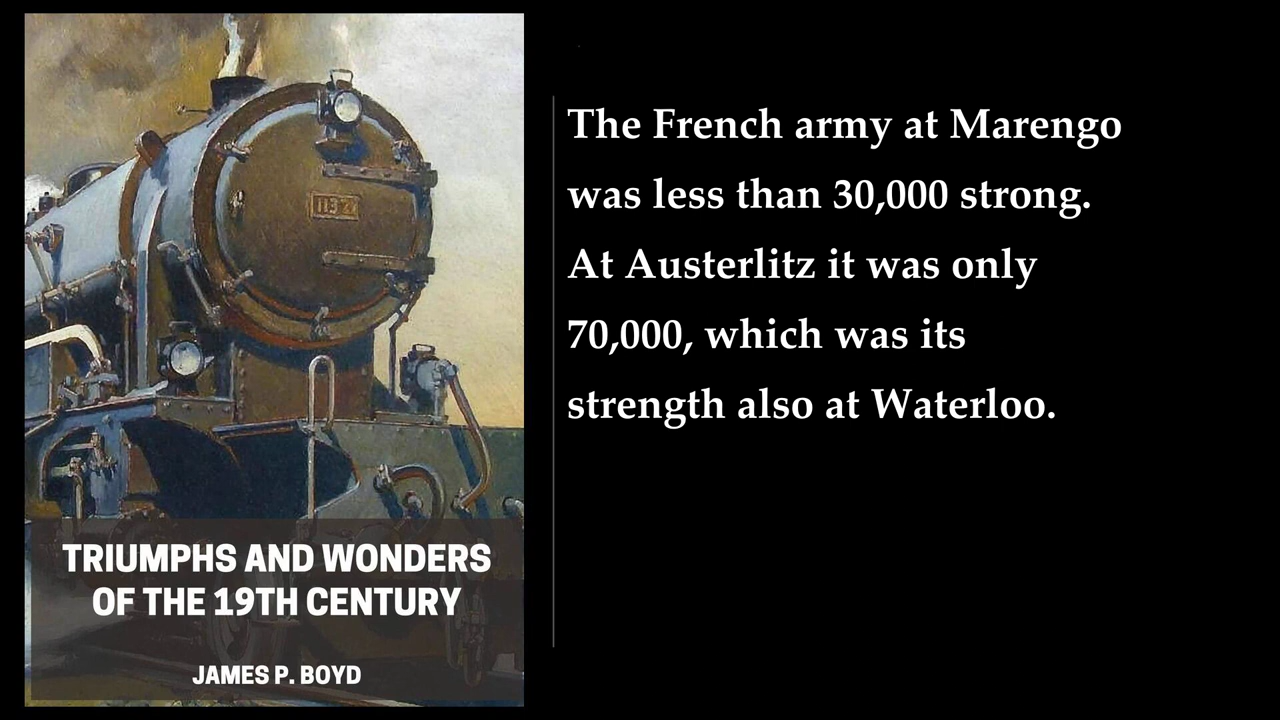 The French army at Marengo
was less than 30,000 strong.
At Austerlitz it was only
70,000, which was its
strength also at Waterloo.
TRIUMPHS AND WONDERS
OF THE 19TH CENTURY
JAMES P. BOYD